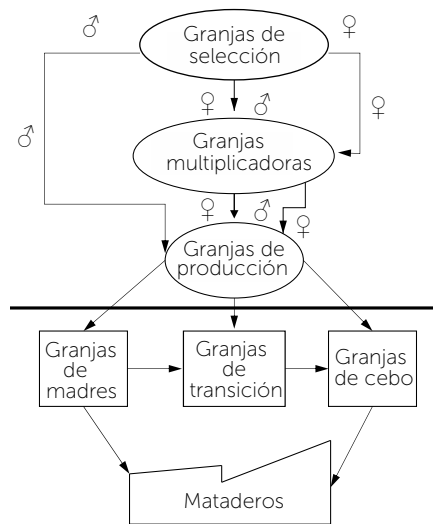 ♂
♀
Granjas de
selección
♀ ♂
♂
♀
Granjas
multiplicadoras
♀ ♂
♀
Granjas de
producción
Granjas
de
madres
Granjas
de
transición
Granjas
de cebo
Mataderos